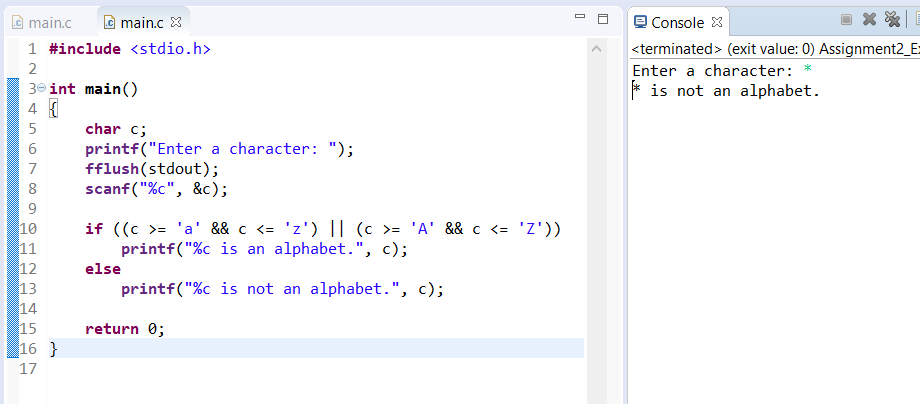 main.c
main.c
1 #include <stdio.h>
2
3 int main()
4 {
5     char c;
6     printf("Enter a character: ");
7     fflush(stdout);
8     scanf("%c", &c);
9
10     if ((c >= 'a' && c <= 'z') || (c >= 'A' && c <= 'Z'))
11         printf("%c is an alphabet.", c);
12     else
13         printf("%c is not an alphabet.", c);
14
15     return 0;
16 }
17
Console
<terminated> (exit value: 0) Assignment2_Ex
Enter a character: *
* is not an alphabet.